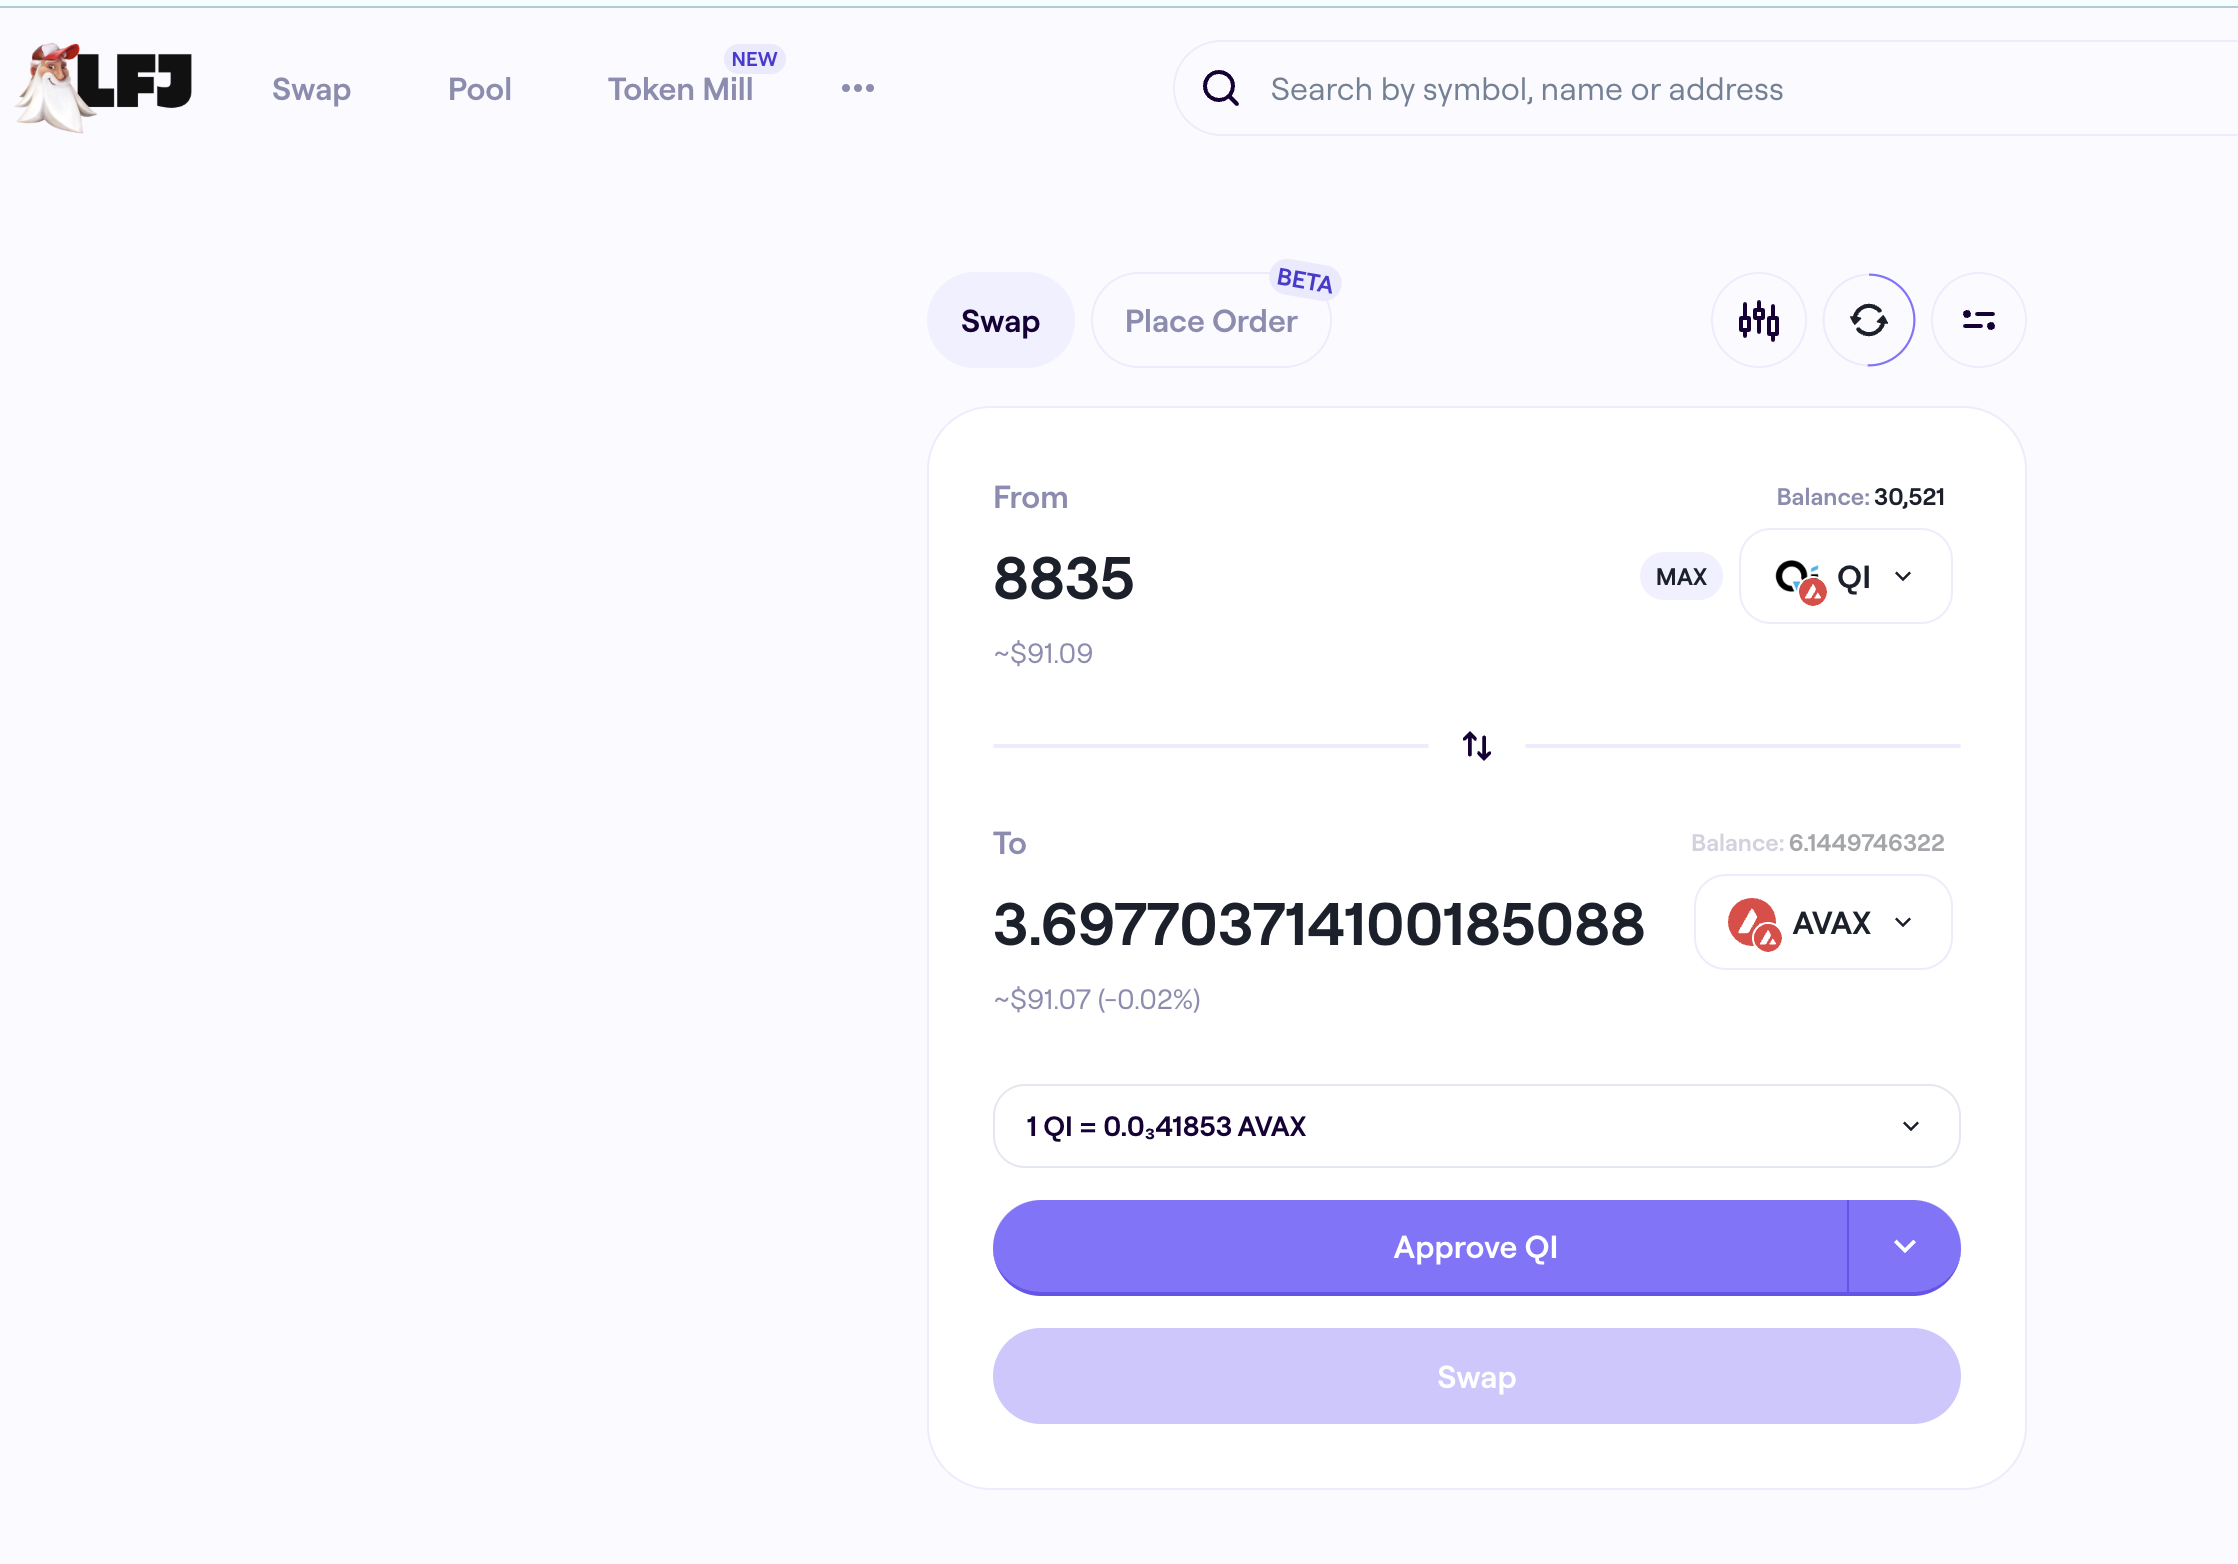 LFJ
Swap
Pool
Token Mill
NEW
Search by symbol, name or address
Swap
Place Order
BETA
From
Balance: 30,521
8835
MAX
QI
~$91.09
To
Balance: 6.1449746322
3.697703714100185088
AVAX
~$91.07 (-0.02%)
1 QI = 0.0₃41853 AVAX
Approve QI
Swap